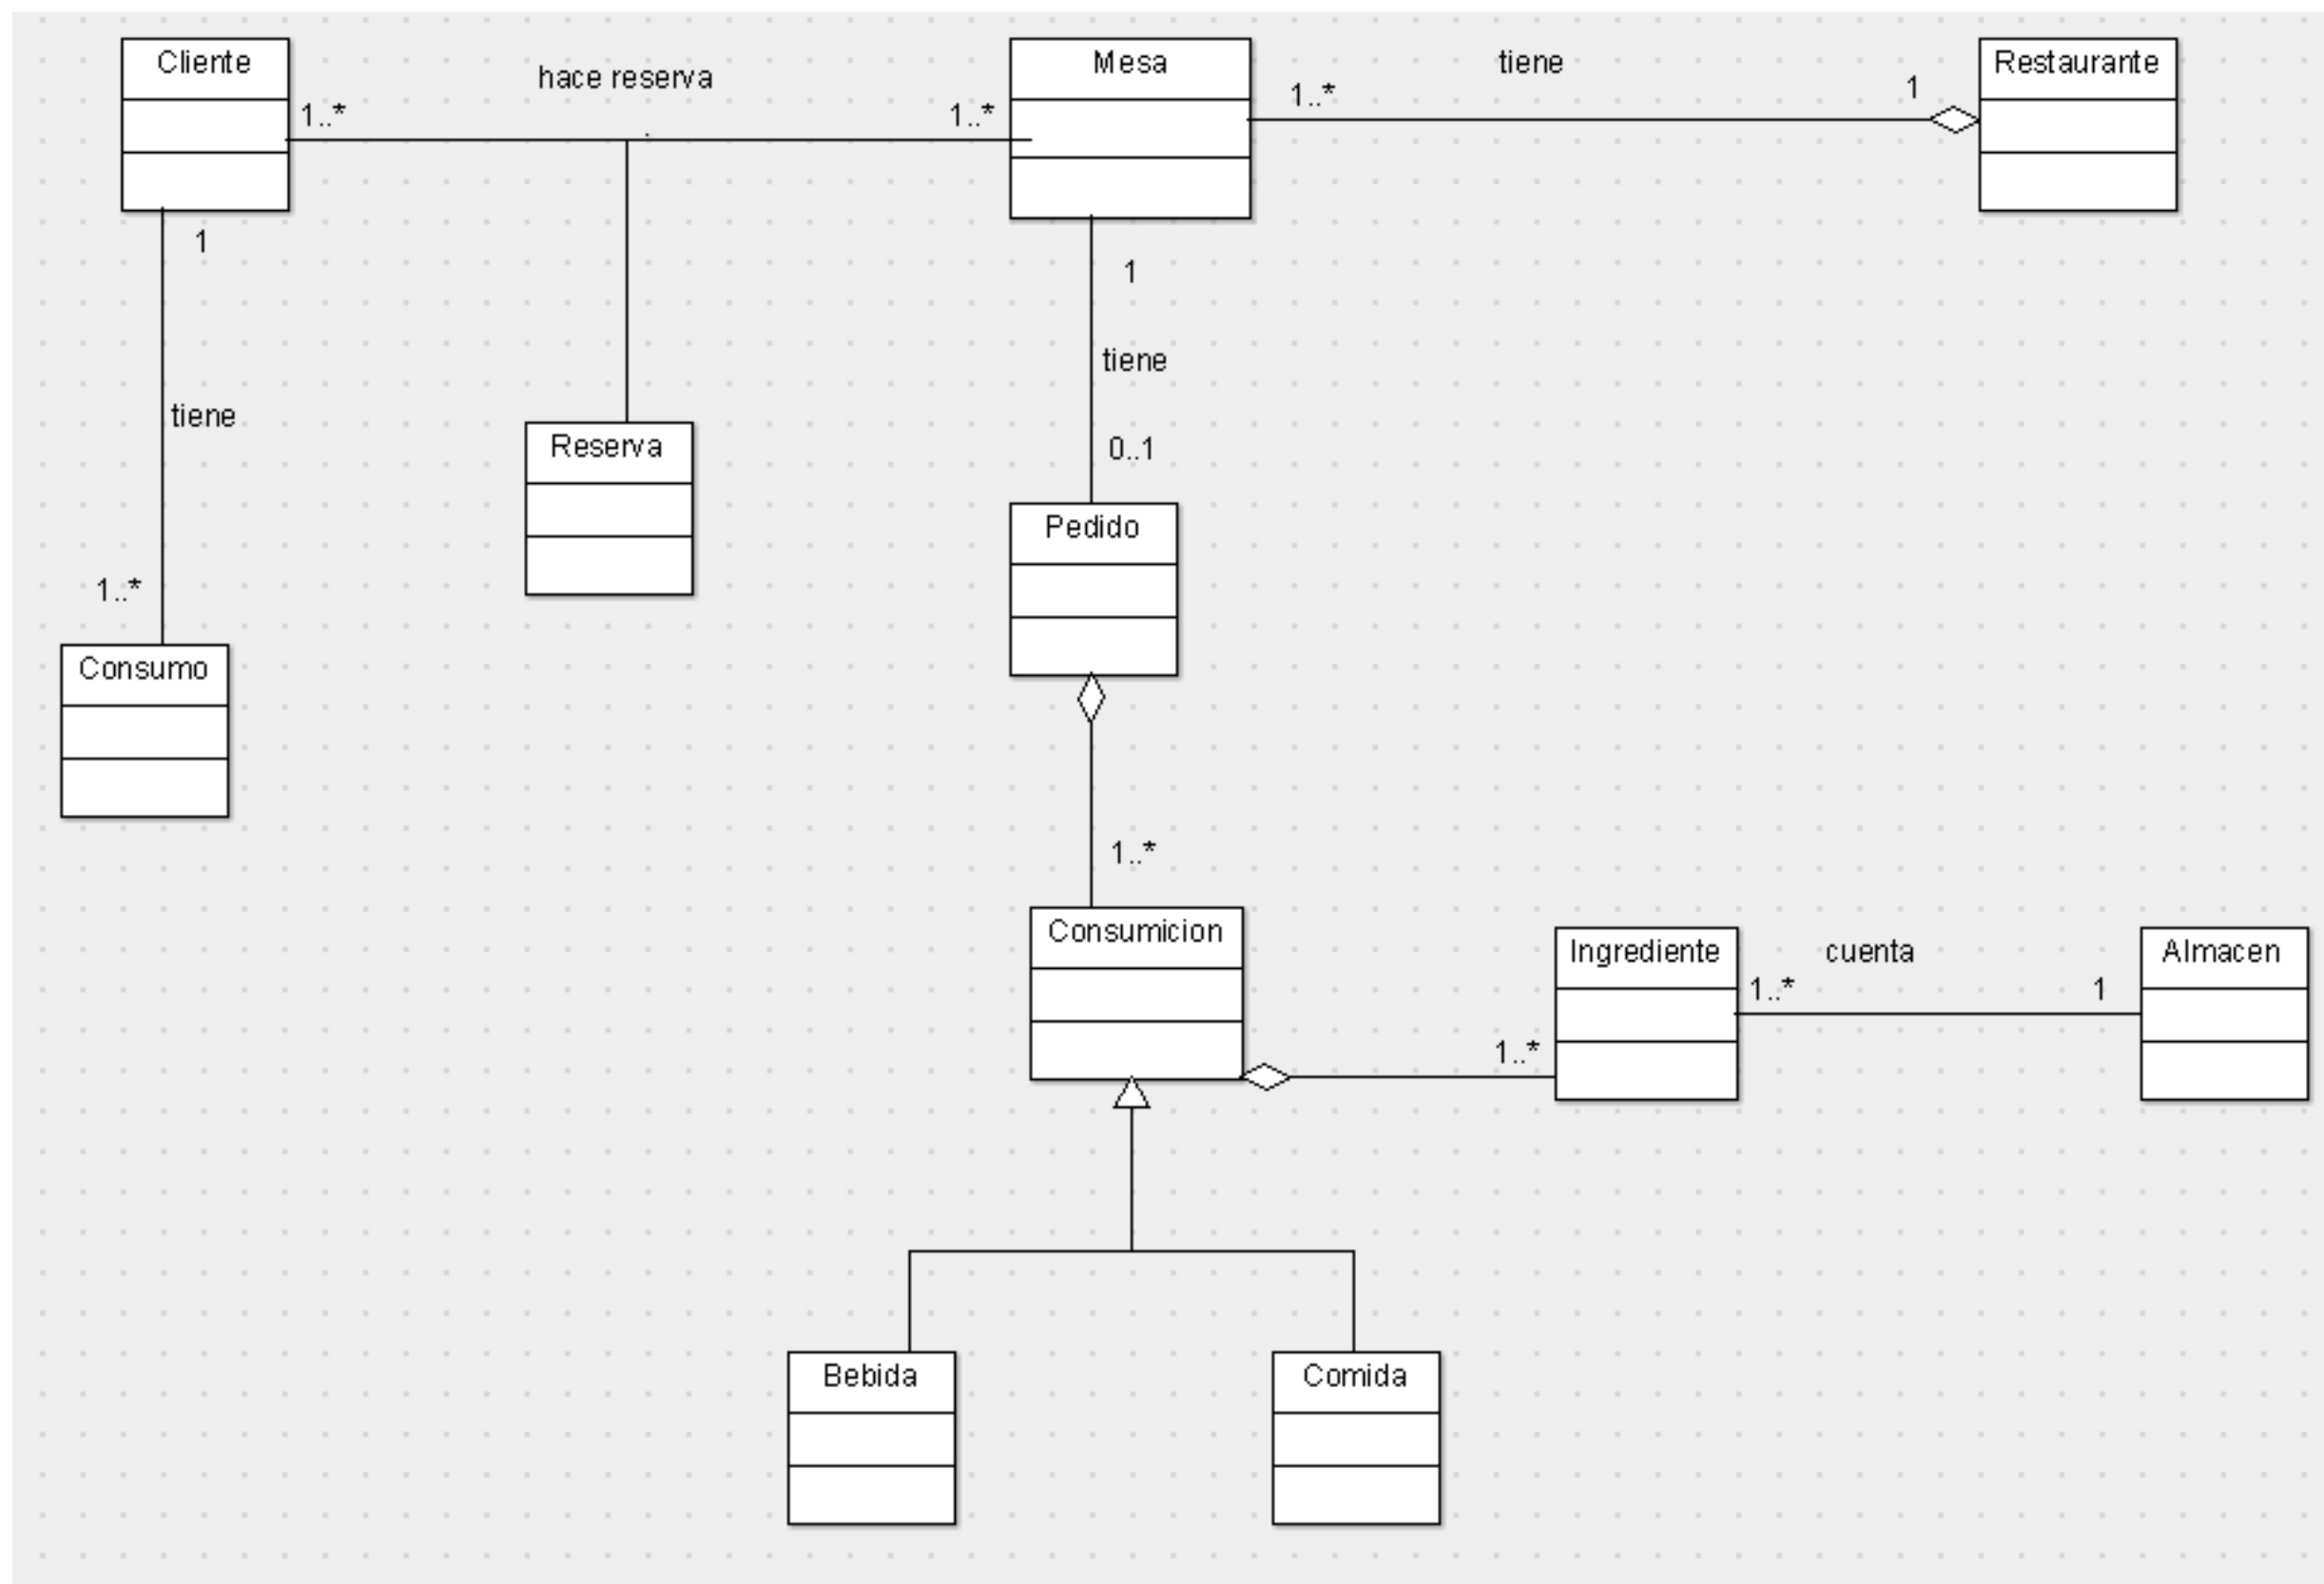 Cliente
hace reserva
Mesa
tiene
Restaurante
1..*
1..*
1..*
1
1
1
tiene
tiene
0..1
Reserva
Pedido
1..*
Consumo
1..*
Consumicion
Ingrediente
cuenta
Almacen
1..*
1
1..*
Bebida
Comida